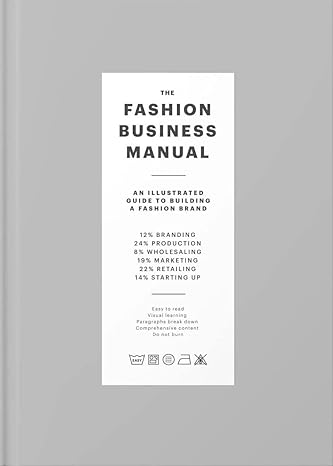 THE
FASHION
BUSINESS
MANUAL
AN ILLUSTRATED
GUIDE TO BUILDING
A FASHION BRAND
12% BRANDING
24% PRODUCTION
8% WHOLESALING
19% MARKETING
22% RETAILING
14% STARTING UP
Easy to read
Visual learning
Paragraphs break down
Comprehensive content
Do not burn
EASY